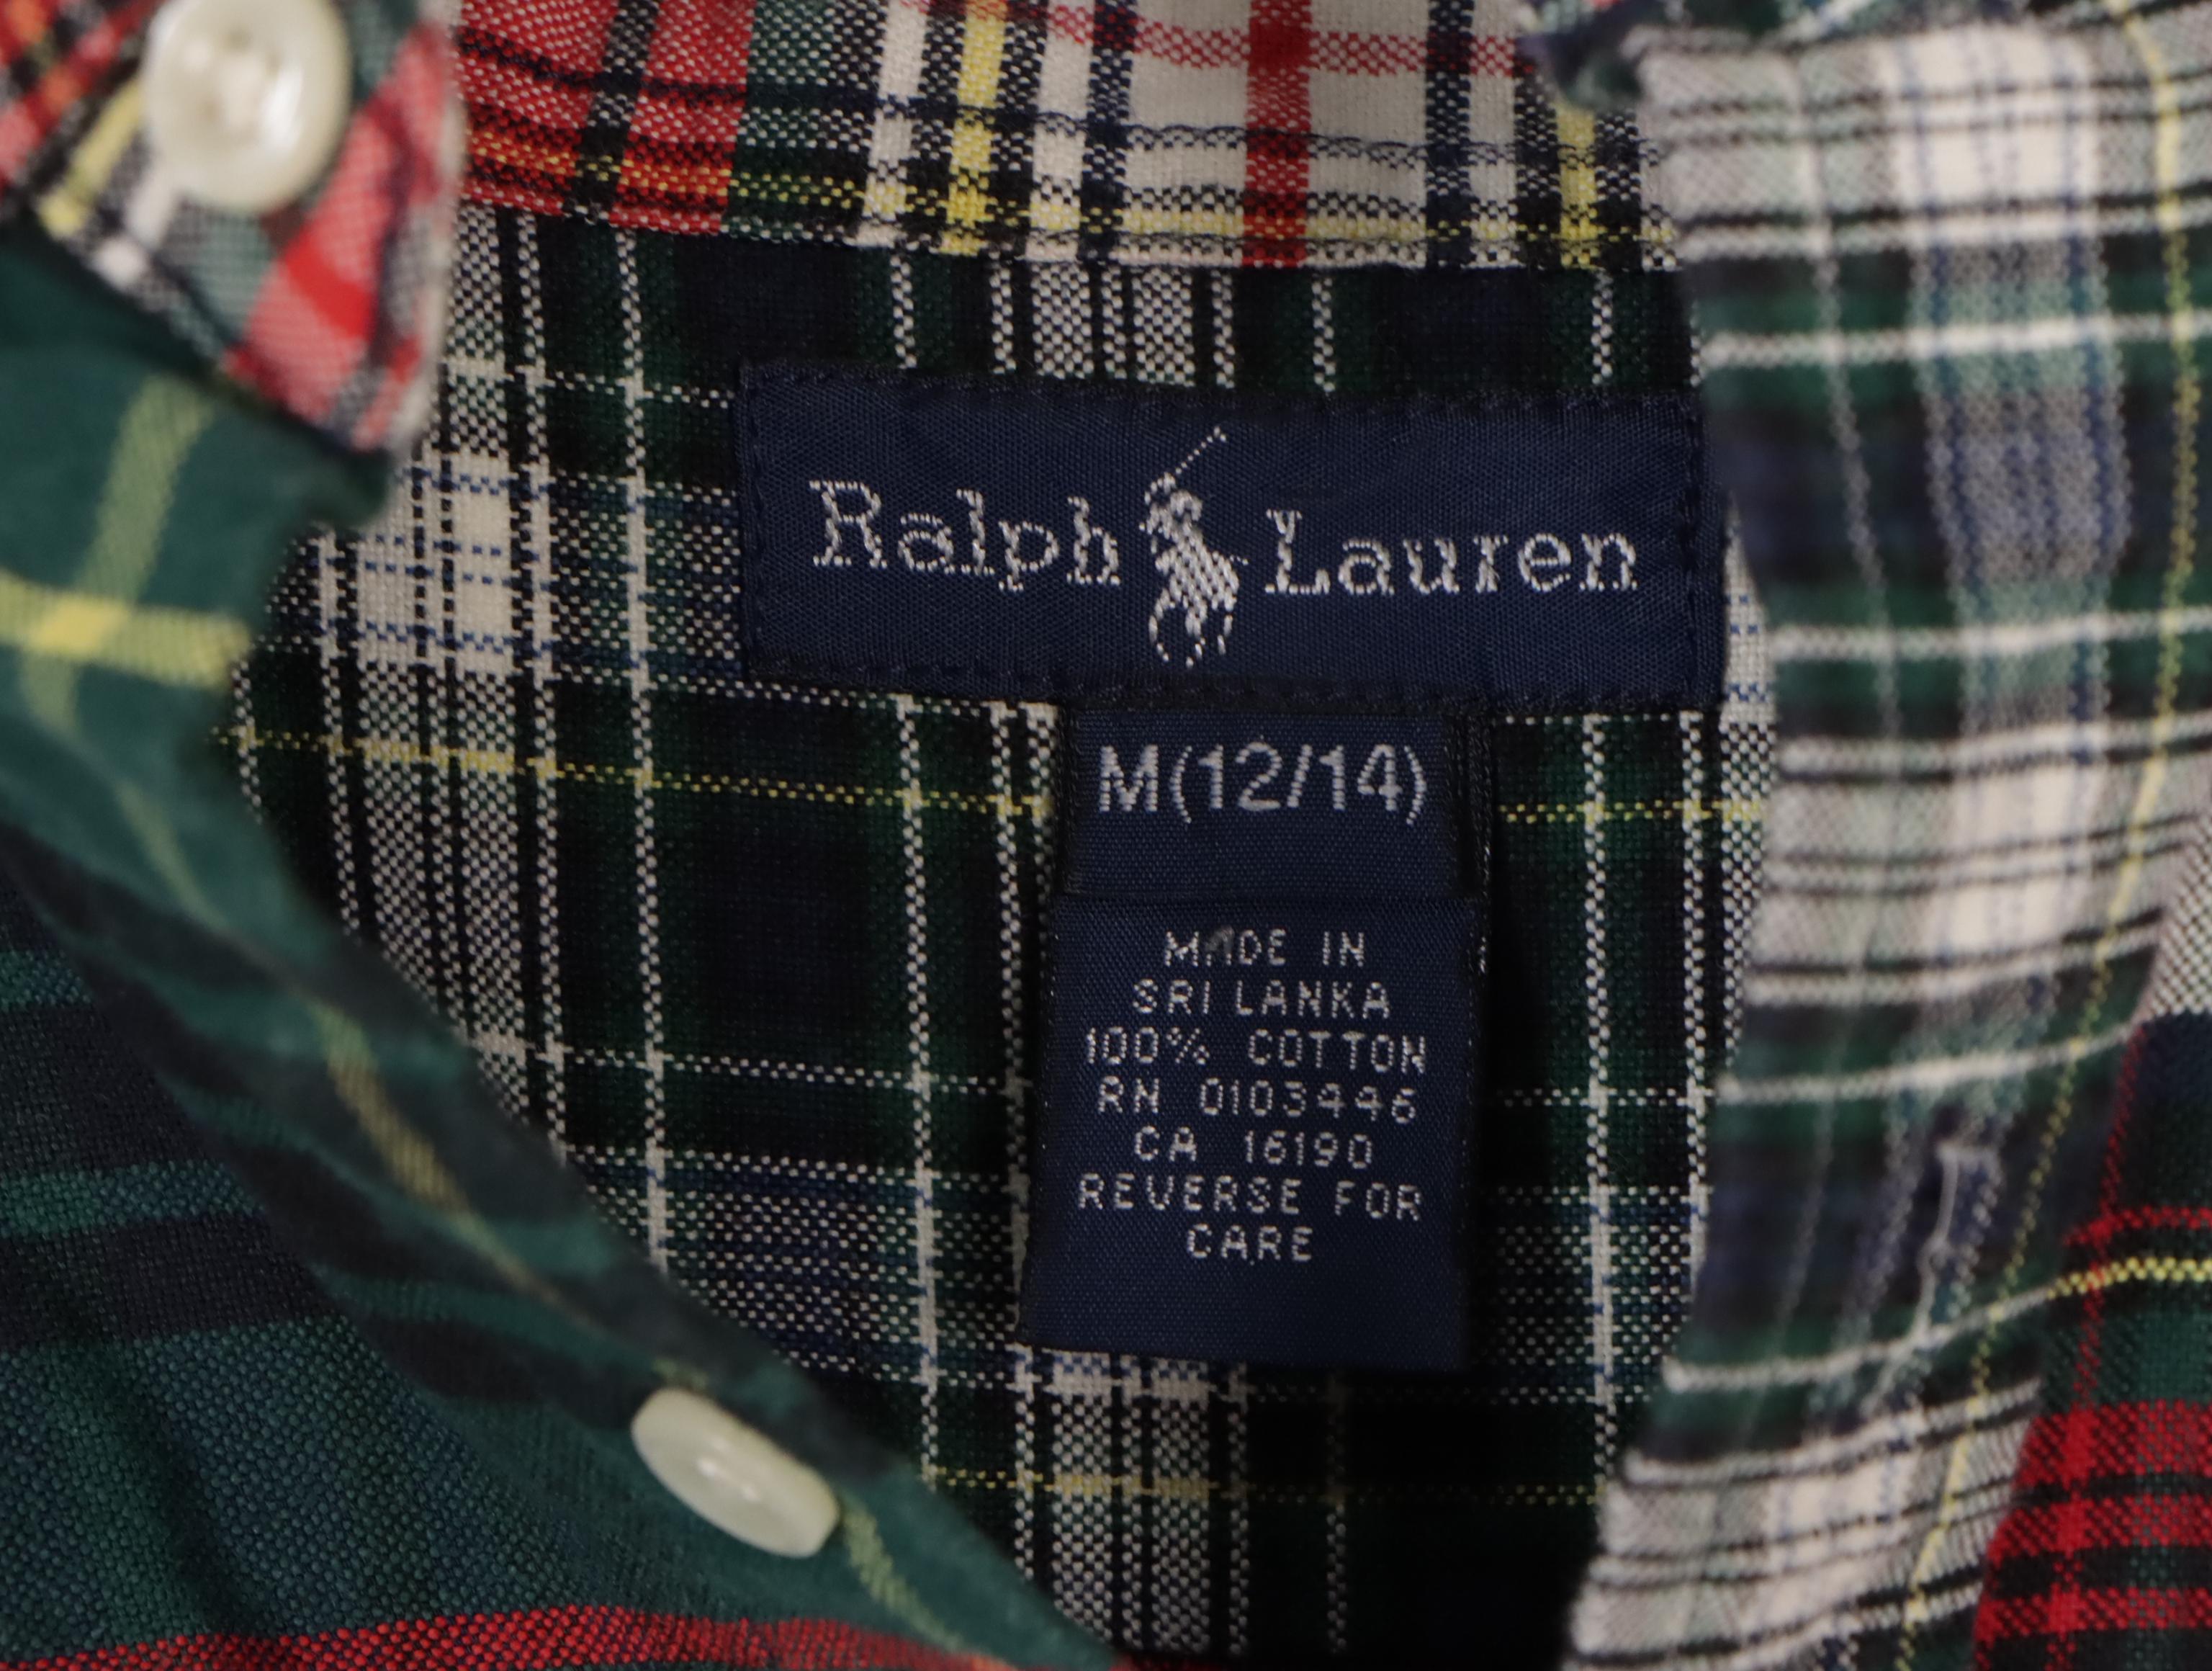 Ralph Lauren
M(12/14)
MADE IN
SRI LANKA
100% COTTON
RN 0103446
CA 16190
REVERSE FOR
CARE